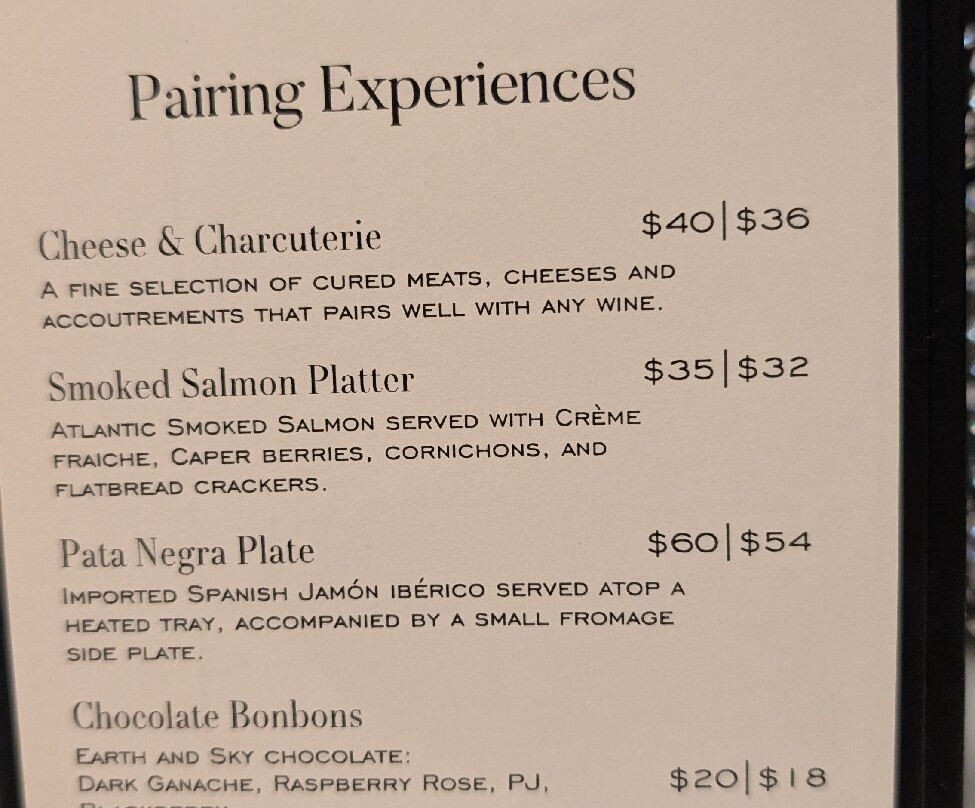 Pairing Experiences
Cheese & Charcuterie $40|$36
A FINE SELECTION OF CURED MEATS, CHEESES AND
ACCOUTREMENTS THAT PAIRS WELL WITH ANY WINE.
Smoked Salmon Platter $35|$32
ATLANTIC SMOKED SALMON SERVED WITH CRÈME
FRAICHE, CAPER BERRIES, CORNICHONS, AND
FLATBREAD CRACKERS.
Pata Negra Plate $60|$54
IMPORTED SPANISH JAMÓN IBÉRICO SERVED ATOP A
HEATED TRAY, ACCOMPANIED BY A SMALL FROMAGE
SIDE PLATE.
Chocolate Bonbons
EARTH AND SKY CHOCOLATE:
DARK GANACHE, RASPBERRY ROSE, PJ, $20|$18